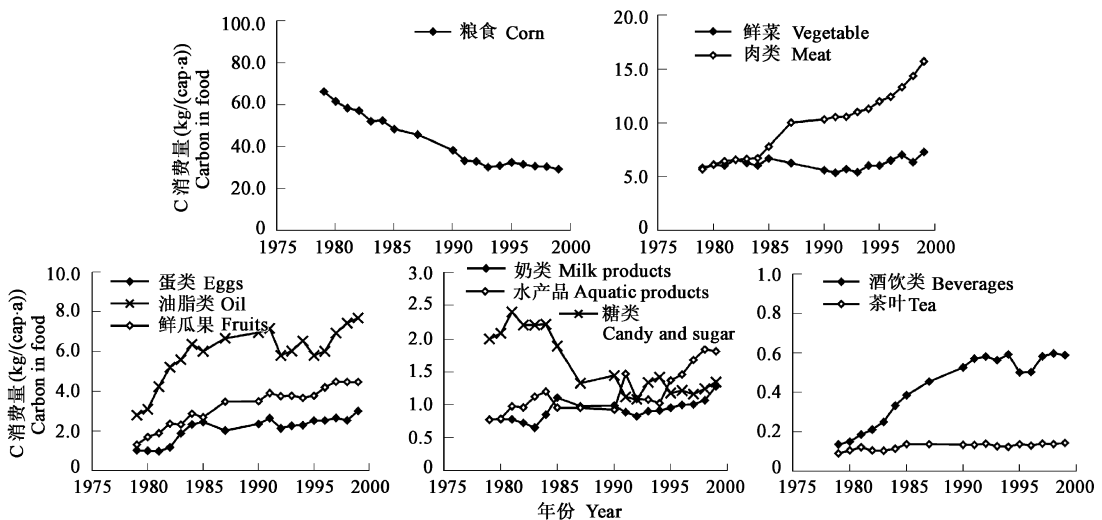 C 消费量 (kg/(cap·a))
Carbon in food
100.0
80.0
60.0
40.0
20.0
0
1975 1980 1985 1990 1995 2000
粮食 Corn
20.0
15.0
10.0
5.0
0
1975 1980 1985 1990 1995 2000
鲜菜 Vegetable
肉类 Meat
C 消费量 (kg/(cap·a))
Carbon in food
10.0
8.0
6.0
4.0
2.0
0
1975 1980 1985 1990 1995 2000
蛋类 Eggs
油脂类 Oil
鲜瓜果 Fruits
3.0
2.5
2.0
1.5
1.0
0.5
0
1975 1980 1985 1990 1995 2000
奶类 Milk products
水产品 Aquatic products
糖类
Candy and sugar
1.0
0.8
0.6
0.4
0.2
0
1975 1980 1985 1990 1995 2000
酒饮类 Beverages
茶叶 Tea
年份 Year